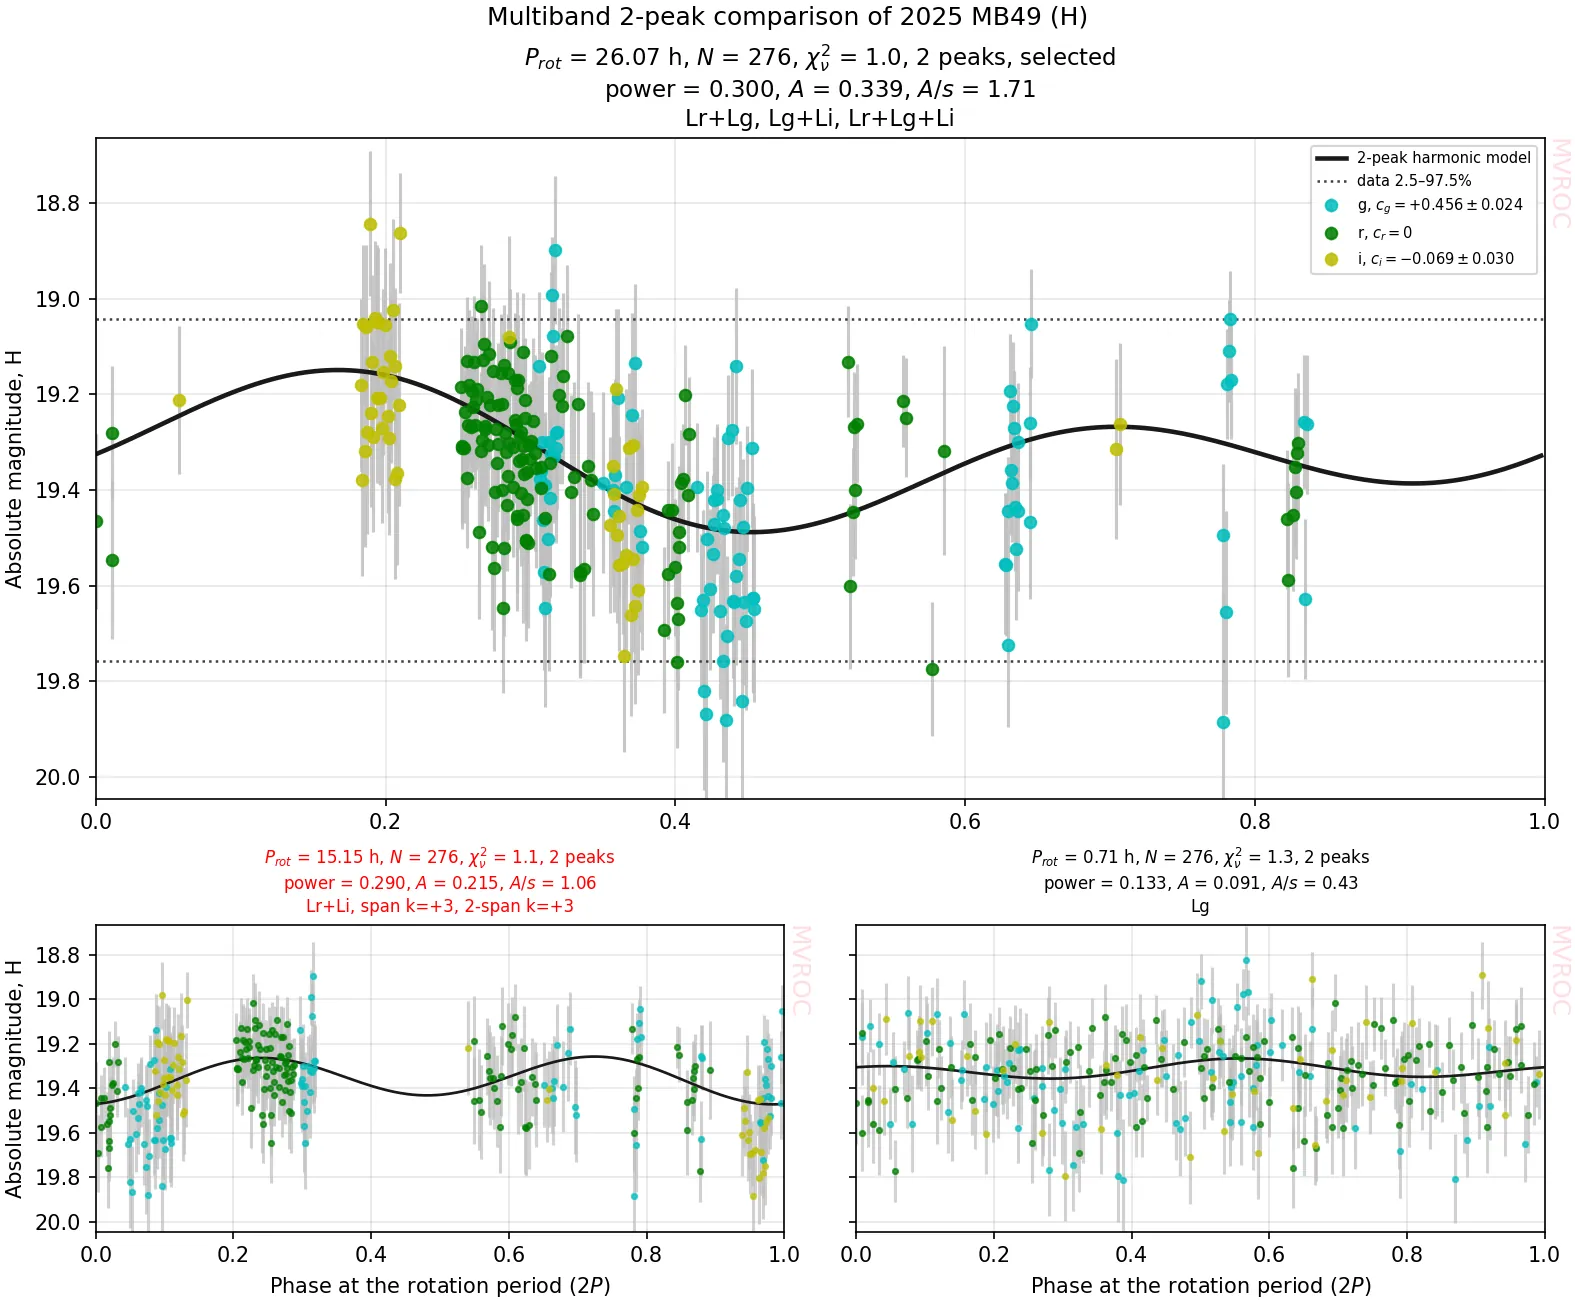 Multiband 2-peak comparison of 2025 MB49 (H)
P_rot = 26.07 h, N = 276, χ²_ν = 1.0, 2 peaks, selected
power = 0.300, A = 0.339, A/s = 1.71
Lr+Lg, Lg+Li, Lr+Lg+Li
2-peak harmonic model
data 2.5–97.5%
g, c_g = +0.456 ± 0.024
r, c_r = 0
i, c_i = −0.069 ± 0.030
MVROC
Absolute magnitude, H
18.8
19.0
19.2
19.4
19.6
19.8
20.0
0.0 0.2 0.4 0.6 0.8 1.0
P_rot = 15.15 h, N = 276, χ²_ν = 1.1, 2 peaks
power = 0.290, A = 0.215, A/s = 1.06
Lr+Li, span k=+3, 2-span k=+3
MVROC
Absolute magnitude, H
18.8
19.0
19.2
19.4
19.6
19.8
20.0
0.0 0.2 0.4 0.6 0.8 1.0
Phase at the rotation period (2P)
P_rot = 0.71 h, N = 276, χ²_ν = 1.3, 2 peaks
power = 0.133, A = 0.091, A/s = 0.43
Lg
MVROC
0.0 0.2 0.4 0.6 0.8 1.0
Phase at the rotation period (2P)